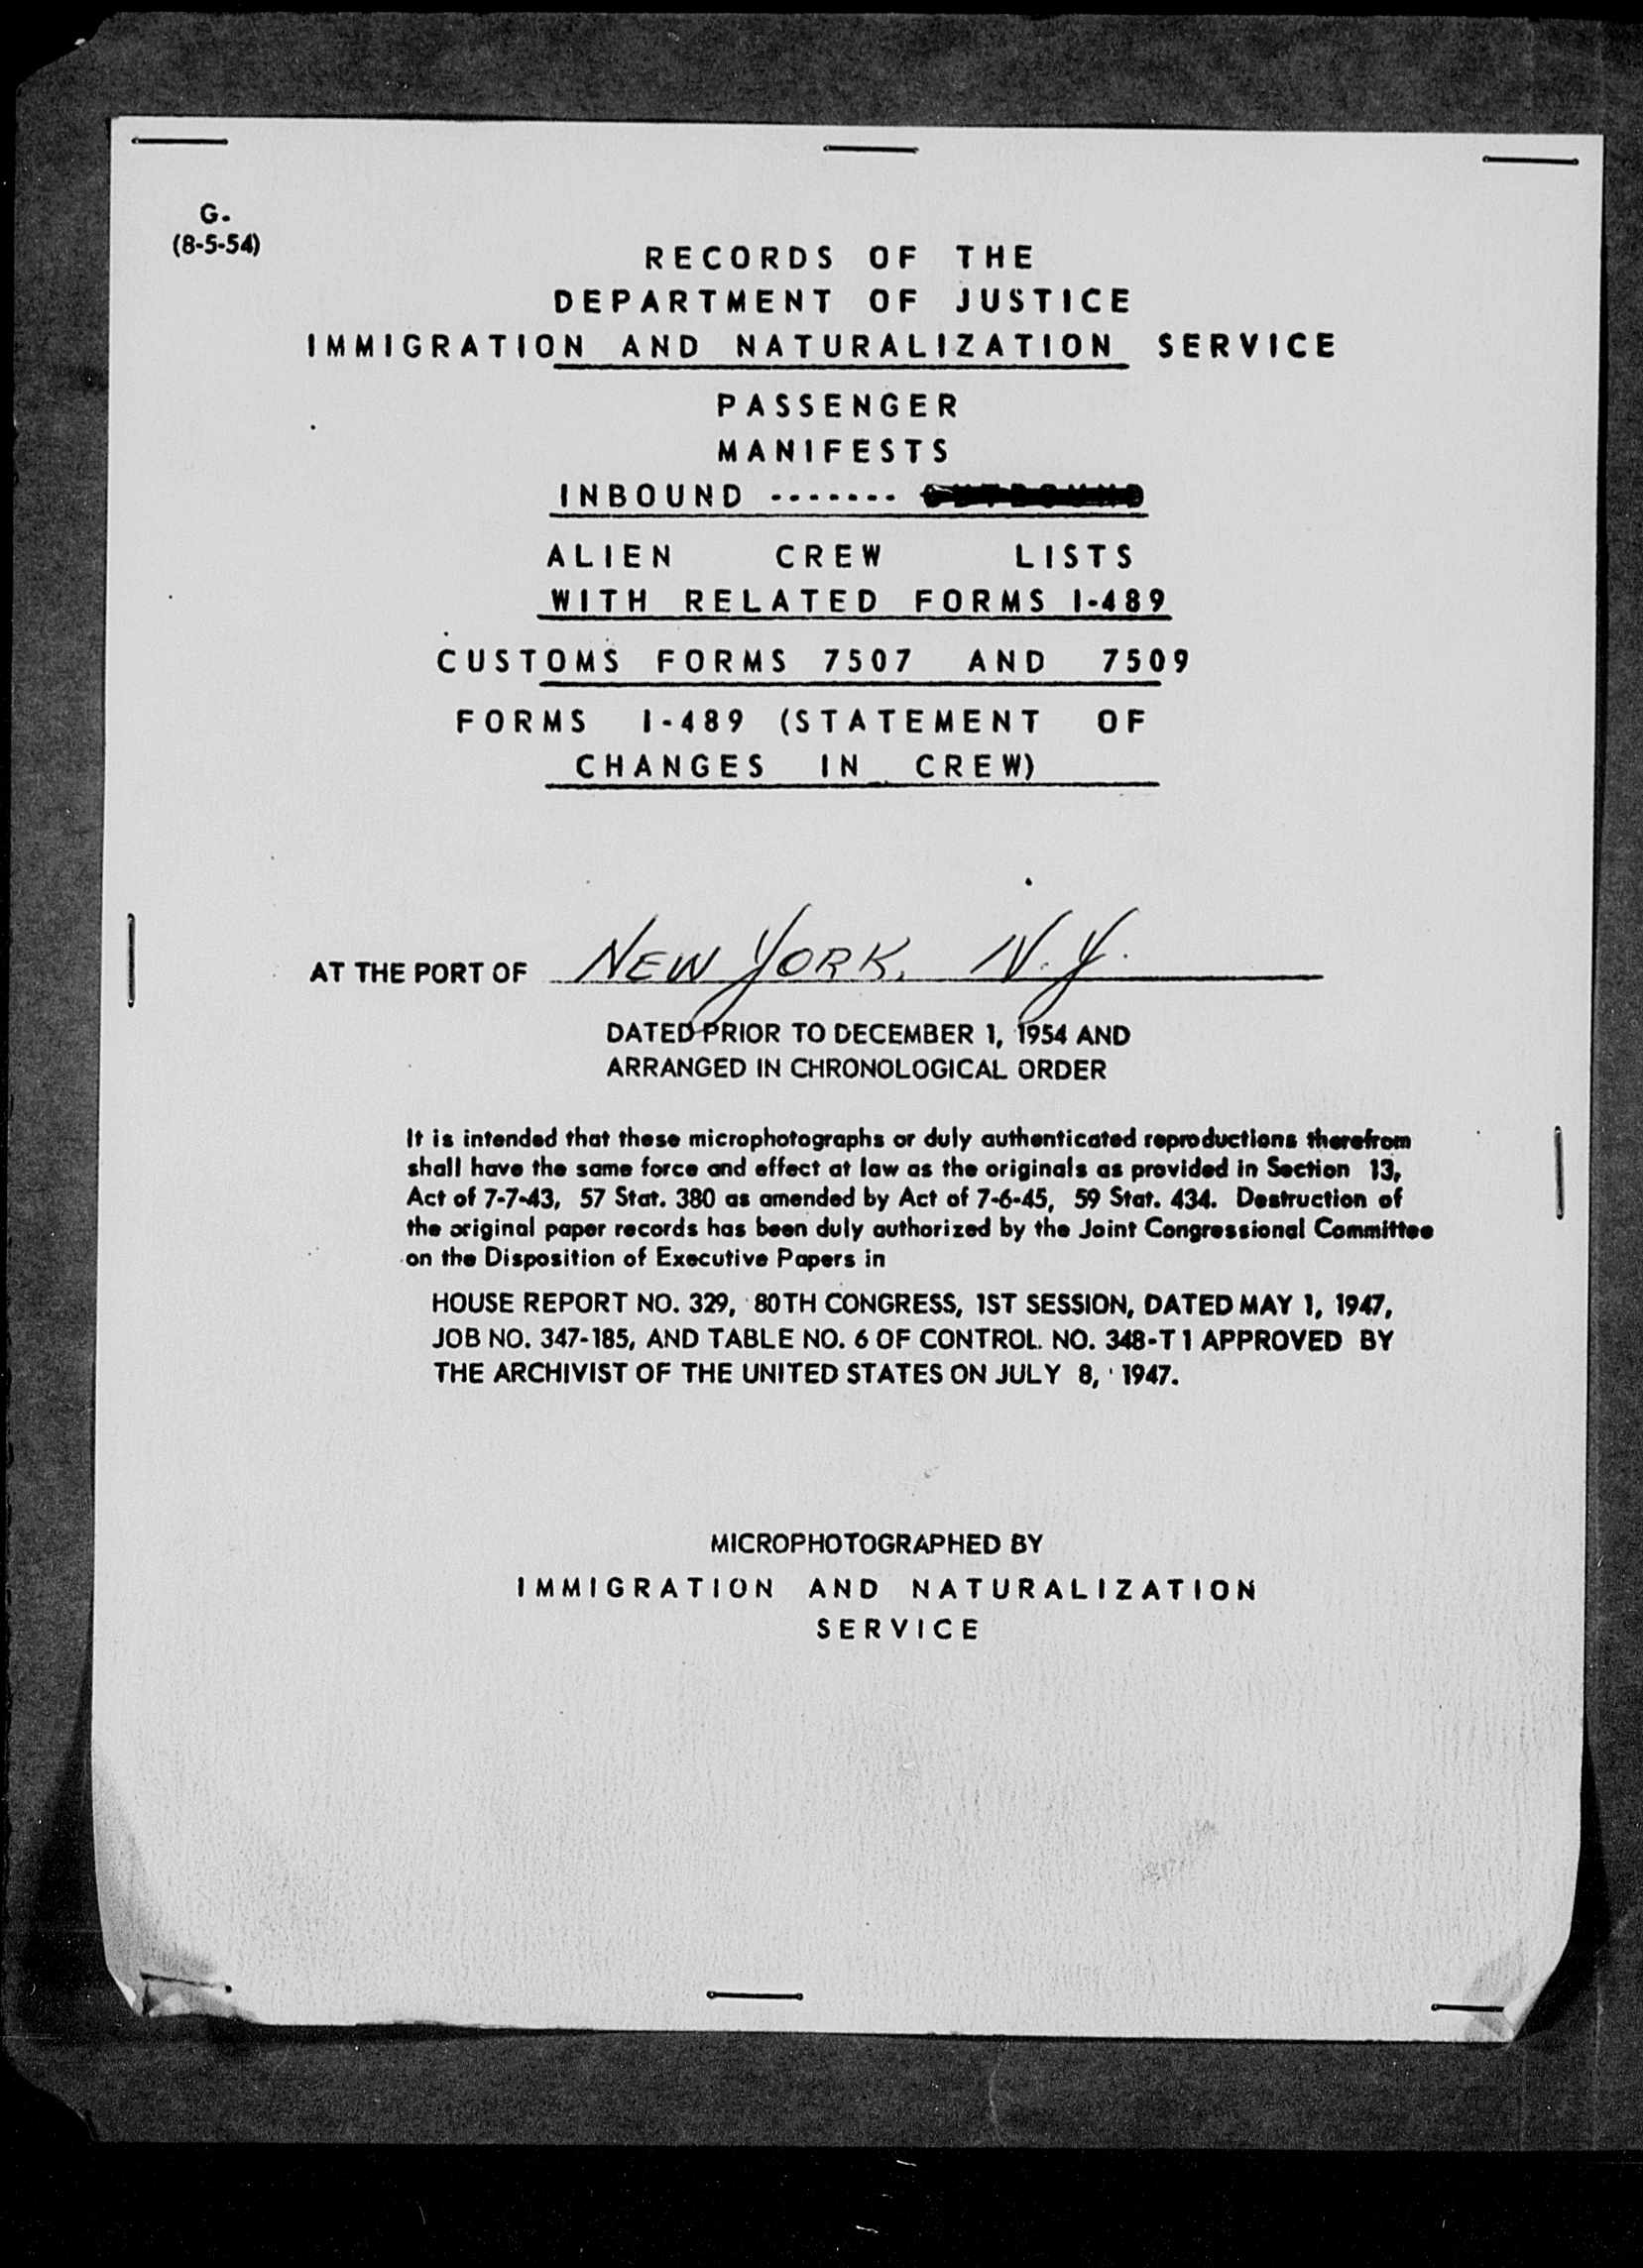 G.
(8-5-54)
RECORDS OF THE
DEPARTMENT OF JUSTICE
IMMIGRATION AND NATURALIZATION SERVICE
PASSENGER
MANIFESTS
INBOUND ------- OUTBOUND
ALIEN CREW LISTS
WITH RELATED FORMS I-489
CUSTOMS FORMS 7507 AND 7509
FORMS I-489 (STATEMENT OF
CHANGES IN CREW)
AT THE PORT OF NEW YORK, N.Y.
DATED PRIOR TO DECEMBER 1, 1954 AND
ARRANGED IN CHRONOLOGICAL ORDER
It is intended that these microphotographs or duly authenticated reproductions therefrom
shall have the same force and effect at law as the originals as provided in Section 13,
Act of 7-7-43, 57 Stat. 380 as amended by Act of 7-6-45, 59 Stat. 434. Destruction of
the original paper records has been duly authorized by the Joint Congressional Committee
on the Disposition of Executive Papers in
HOUSE REPORT NO. 329, 80TH CONGRESS, 1ST SESSION, DATED MAY 1, 1947,
JOB NO. 347-185, AND TABLE NO. 6 OF CONTROL NO. 348-T1 APPROVED BY
THE ARCHIVIST OF THE UNITED STATES ON JULY 8, 1947.
MICROPHOTOGRAPHED BY
IMMIGRATION AND NATURALIZATION
SERVICE